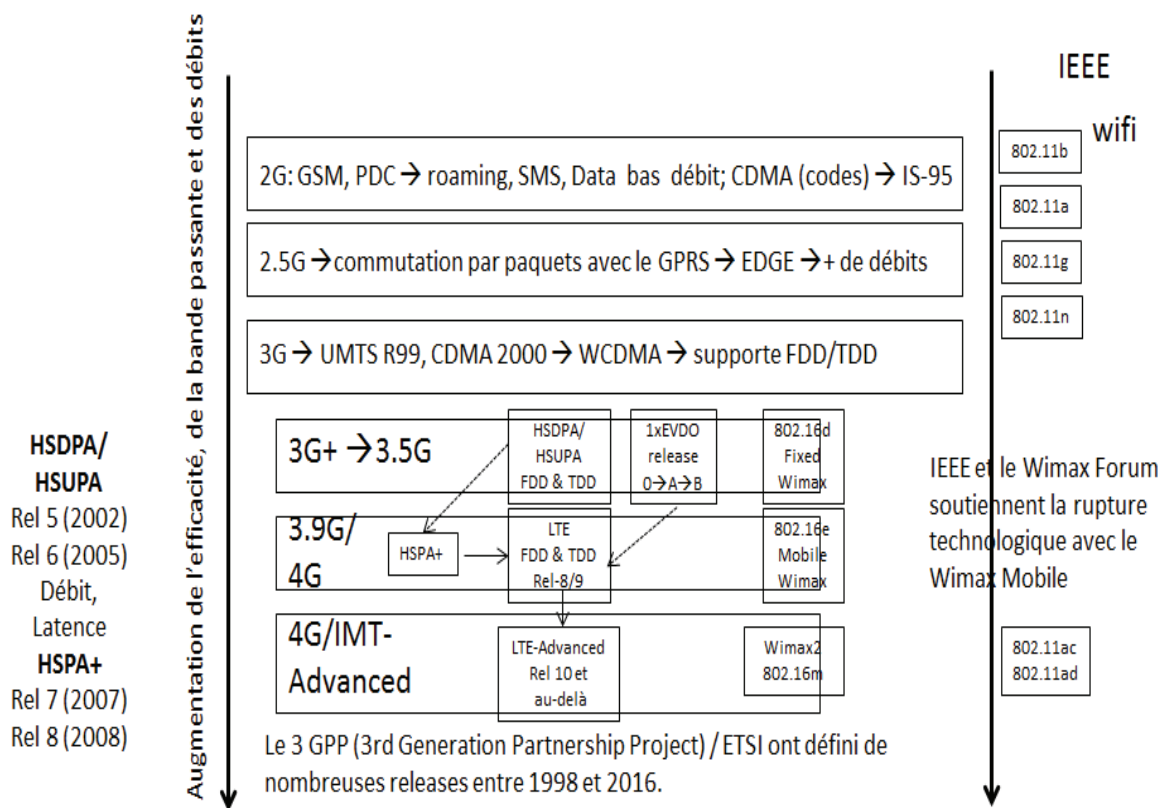 Augmentation de l'efficacité, de la bande passante et des débits
IEEE
wifi
2G: GSM, PDC → roaming, SMS, Data bas débit; CDMA (codes) → IS-95
802.11b
802.11a
2.5G →commutation par paquets avec le GPRS → EDGE →+ de débits
802.11g
802.11n
3G → UMTS R99, CDMA 2000 → WCDMA → supporte FDD/TDD
3G+ →3.5G
HSDPA/
HSUPA
FDD & TDD
1xEVDO
release
0→A→B
802.16d
Fixed
Wimax
3.9G/
4G
HSPA+
LTE
FDD & TDD
Rel-8/9
802.16e
Mobile
Wimax
4G/IMT-
Advanced
LTE-Advanced
Rel 10 et
au-delà
Wimax2
802.16m
802.11ac
802.11ad
HSDPA/
HSUPA
Rel 5 (2002)
Rel 6 (2005)
Débit,
Latence
HSPA+
Rel 7 (2007)
Rel 8 (2008)
IEEE et le Wimax Forum
soutiennent la rupture
technologique avec le
Wimax Mobile
Le 3 GPP (3rd Generation Partnership Project) / ETSI ont défini de
nombreuses releases entre 1998 et 2016.